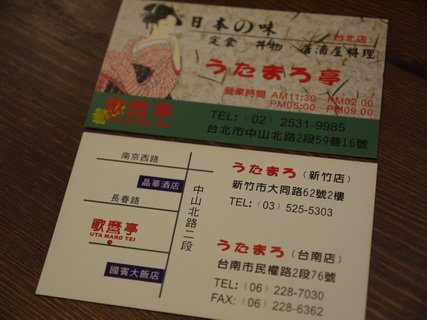 日本の味
台北店
定食 丼物 居酒屋料理
うたまろ亭
營業時間 AM11:30~PM02:00
PM05:00~PM09:00
歌麿亭
TEL:(02) 2531-9985
台北市中山北路2段59巷16號
南京西路
晶華酒店
長春路
歌麿亭
UTA MARO TEI
國賓大飯店
中山北路二段
うたまろ(新竹店)
新竹市大同路62號2樓
TEL:(03) 525-5303
うたまろ(台南店)
台南市民權路2段76號
TEL:(06) 228-7030
FAX:(06) 228-6362